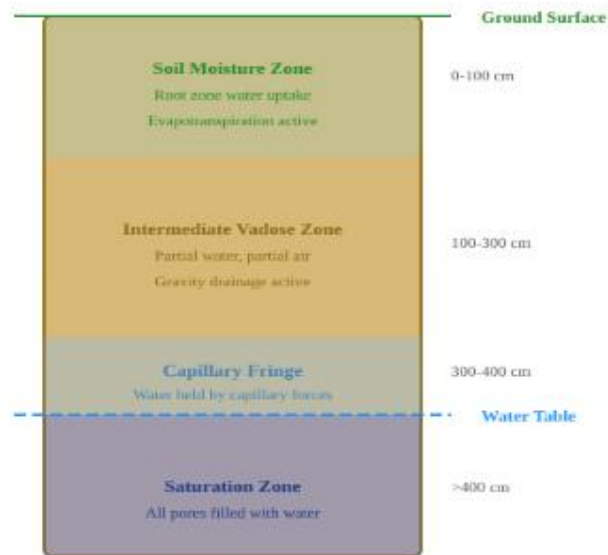 Ground Surface
Soil Moisture Zone
0-100 cm
Root zone water uptake
Evapotranspiration active
Intermediate Vadose Zone
100-300 cm
Partial water, partial air
Gravity drainage active
Capillary Fringe
300-400 cm
Water held by capillary forces
Water Table
Saturation Zone
>400 cm
All pores filled with water